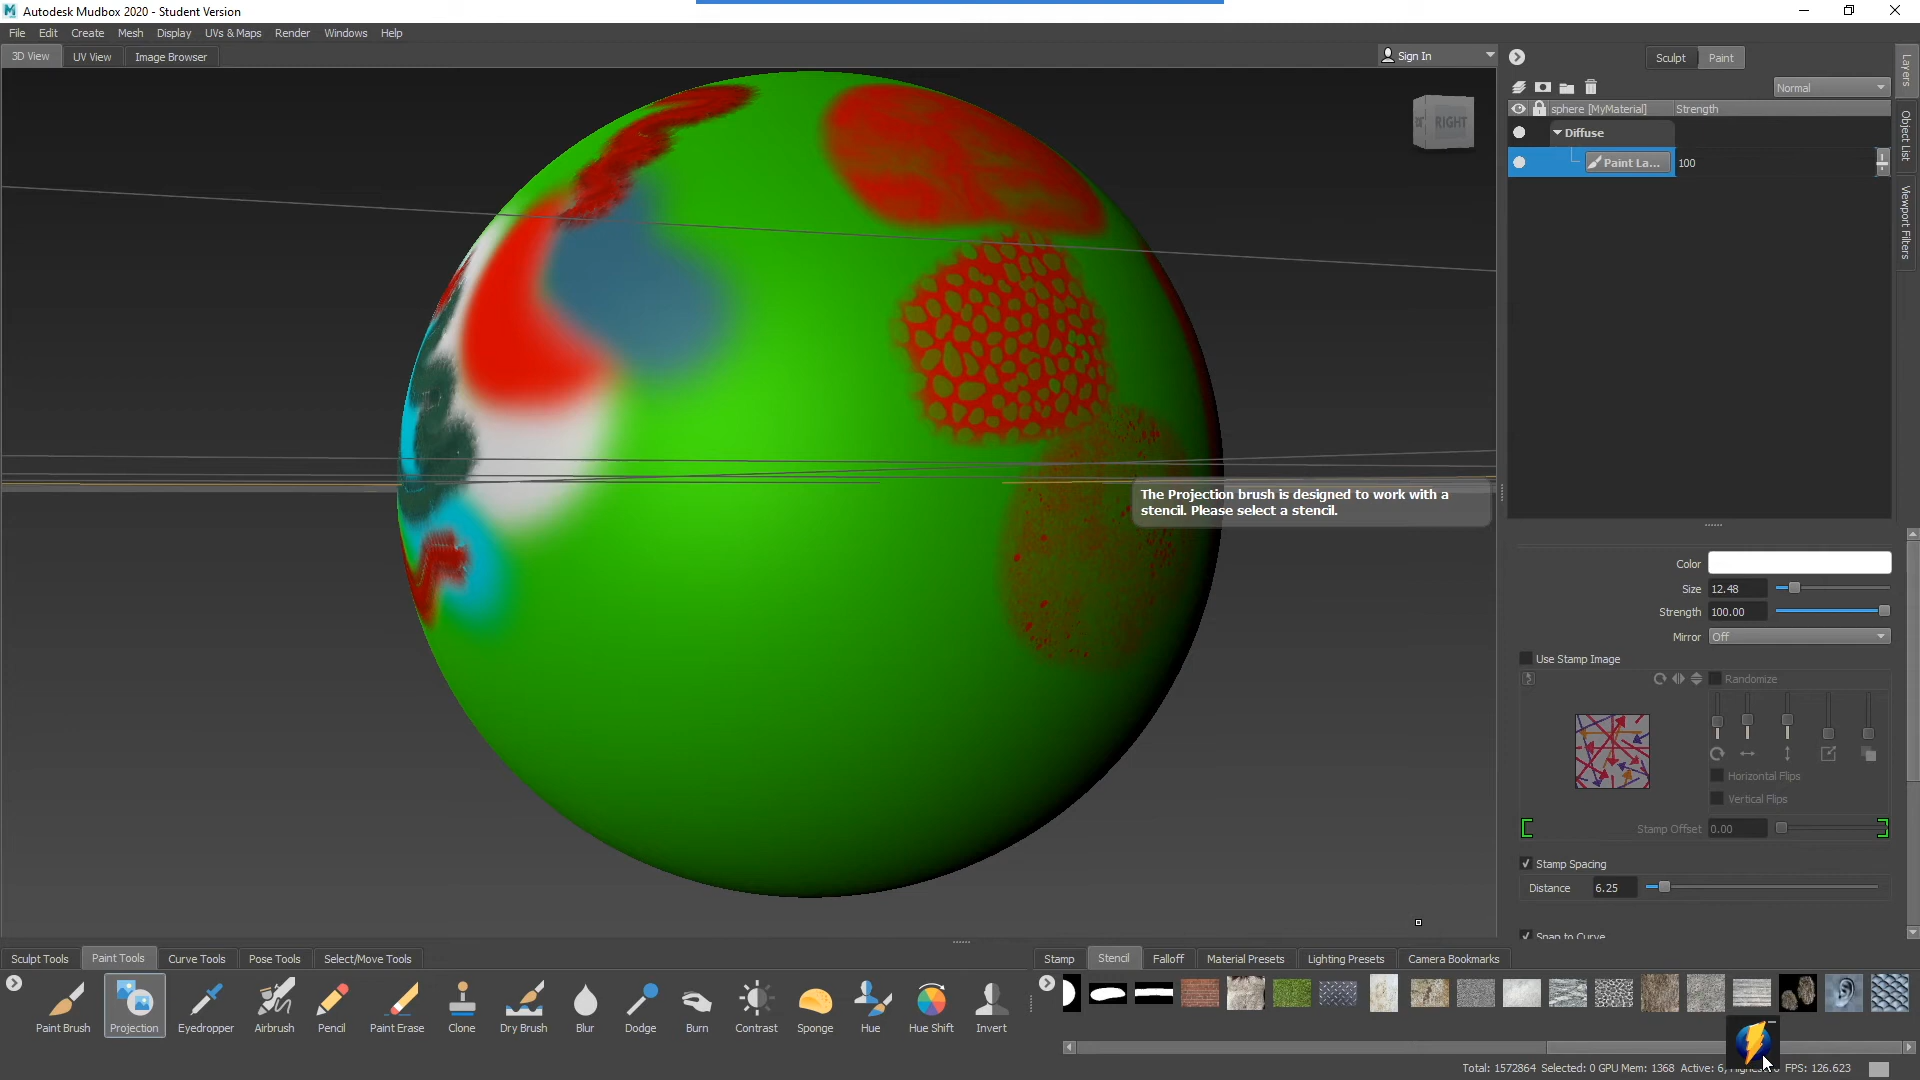 Autodesk Mudbox 2020 - Student Version
File Edit Create Mesh Display UVs & Maps Render Windows Help
3D View UV View Image Browser
Sign In
Sculpt Paint
Normal
sphere [MyMaterial] Strength
Diffuse
Paint La... 100
Layers
Object List
Viewport Filters
RIGHT
The Projection brush is designed to work with a
stencil. Please select a stencil.
Color
Size 12.48
Strength 100.00
Mirror Off
Use Stamp Image
Randomize
Horizontal Flips
Vertical Flips
Stamp Offset 0.00
Stamp Spacing
Distance 6.25
Snap to Curve
Sculpt Tools Paint Tools Curve Tools Pose Tools Select/Move Tools
Stamp Stencil Falloff Material Presets Lighting Presets Camera Bookmarks
Paint Brush Projection Eyedropper Airbrush Pencil Paint Erase Clone Dry Brush Blur Dodge Burn Contrast Sponge Hue Hue Shift Invert
Total: 1572864 Selected: 0 GPU Mem: 1368 Active: 6, FPS: 126.623